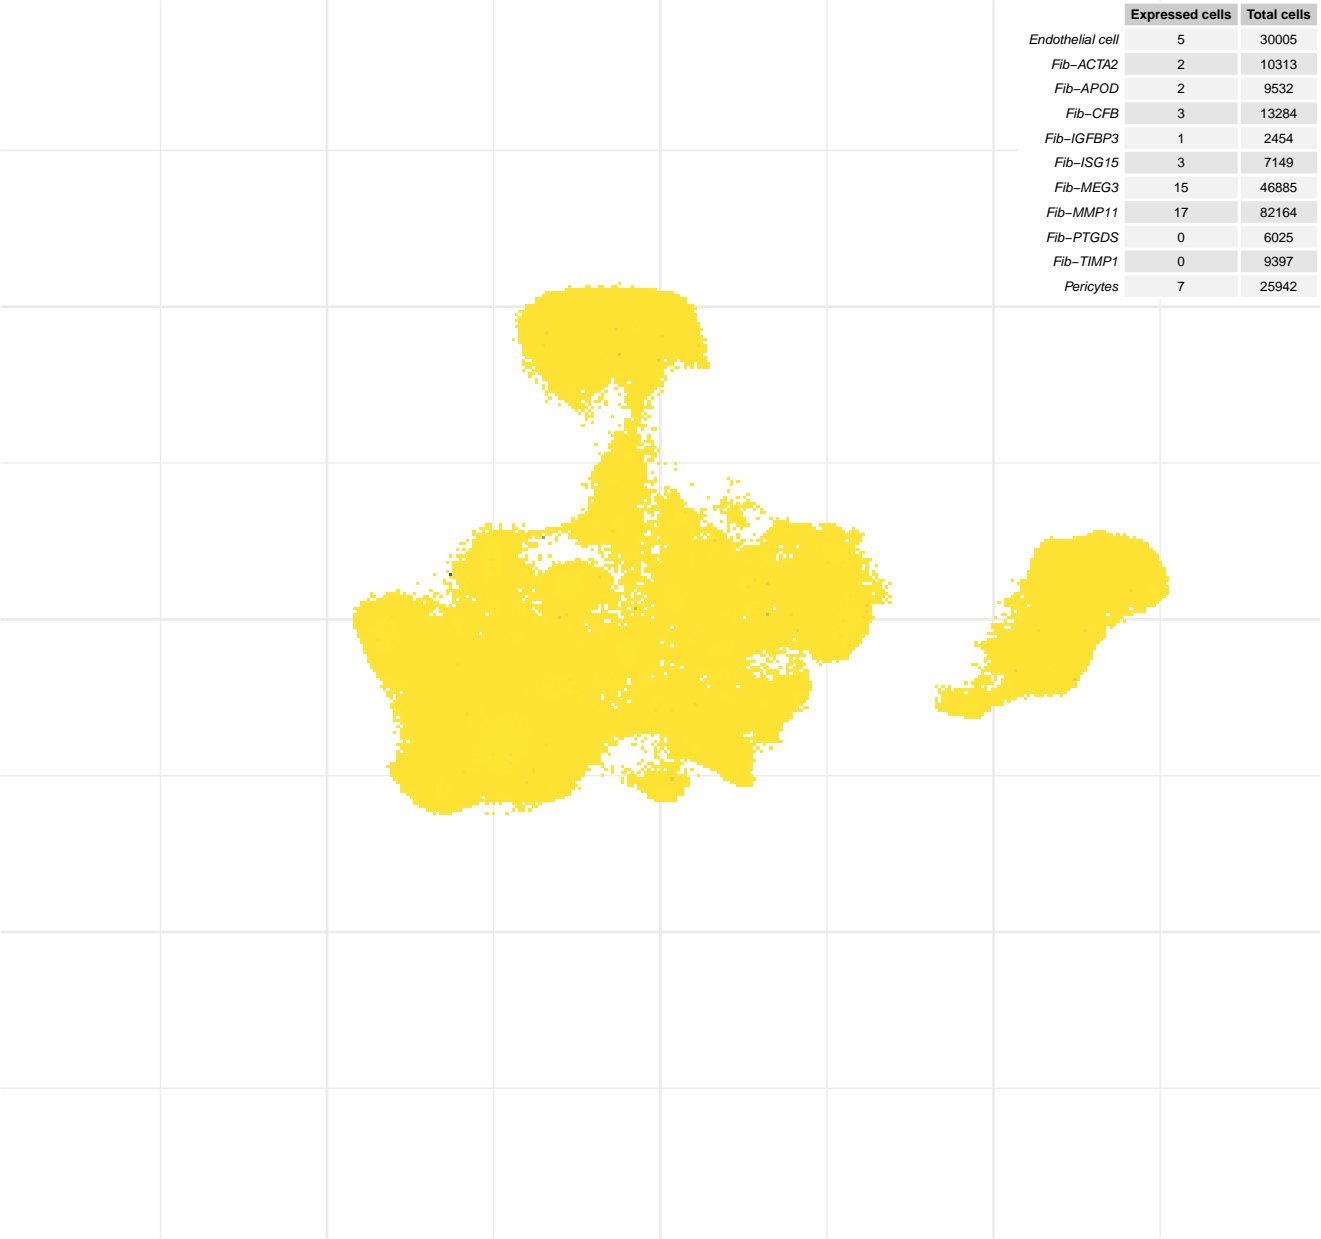 Expressed cells Total cells
Endothelial cell 5 30005
Fib−ACTA2 2 10313
Fib−APOD 2 9532
Fib−CFB 3 13284
Fib−IGFBP3 1 2454
Fib−ISG15 3 7149
Fib−MEG3 15 46885
Fib−MMP11 17 82164
Fib−PTGDS 0 6025
Fib−TIMP1 0 9397
Pericytes 7 25942